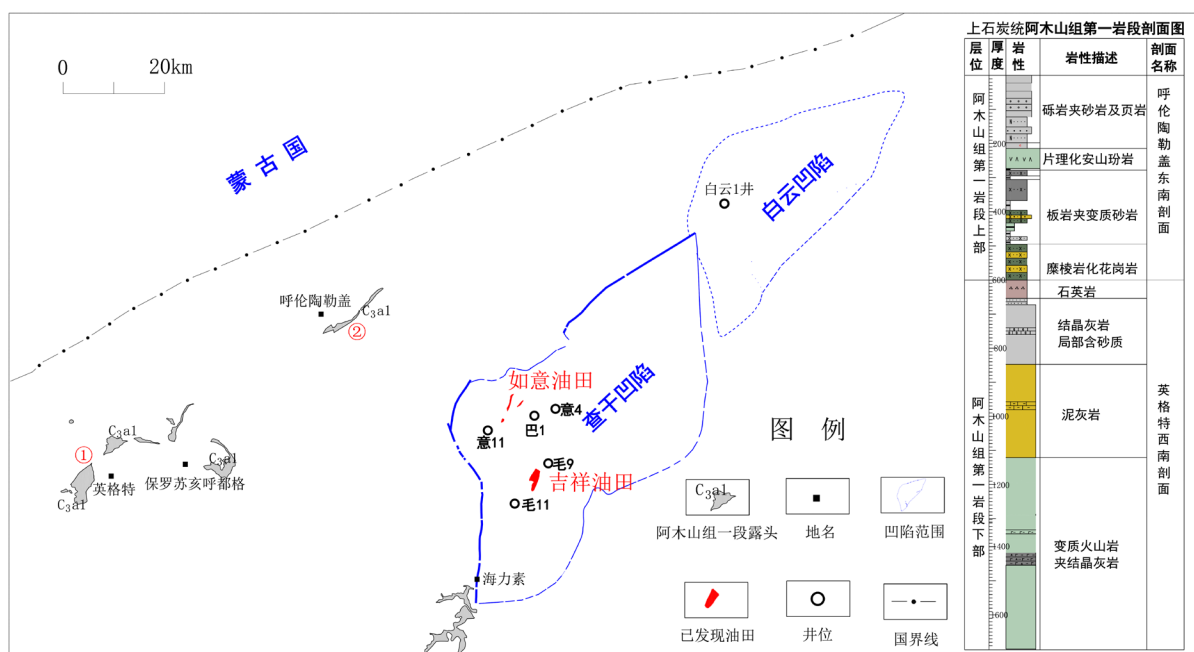 0 20km
蒙古国
白云1井
白云凹陷
呼伦陶勒盖
C₃a1
②
如意油田
意4
巴1
意11
查干凹陷
毛9
吉祥油田
毛11
C₃a1
①
C₃a1
英格特
保罗苏亥呼都格
C₃a1
海力素
图 例
C₃a1
阿木山组一段露头
地名
凹陷范围
已发现油田
井位
国界线
上石炭统阿木山组第一岩段剖面图
层位
厚度
岩性
岩性描述
剖面名称
阿木山组第一岩段上部
阿木山组第一岩段下部
200
400
600
800
1000
1200
1400
1600
砾岩夹砂岩及页岩
片理化安山玢岩
板岩夹变质砂岩
糜棱岩化花岗岩
石英岩
结晶灰岩
局部含砂质
泥灰岩
变质火山岩
夹结晶灰岩
呼伦陶勒盖东南剖面
英格特西南剖面